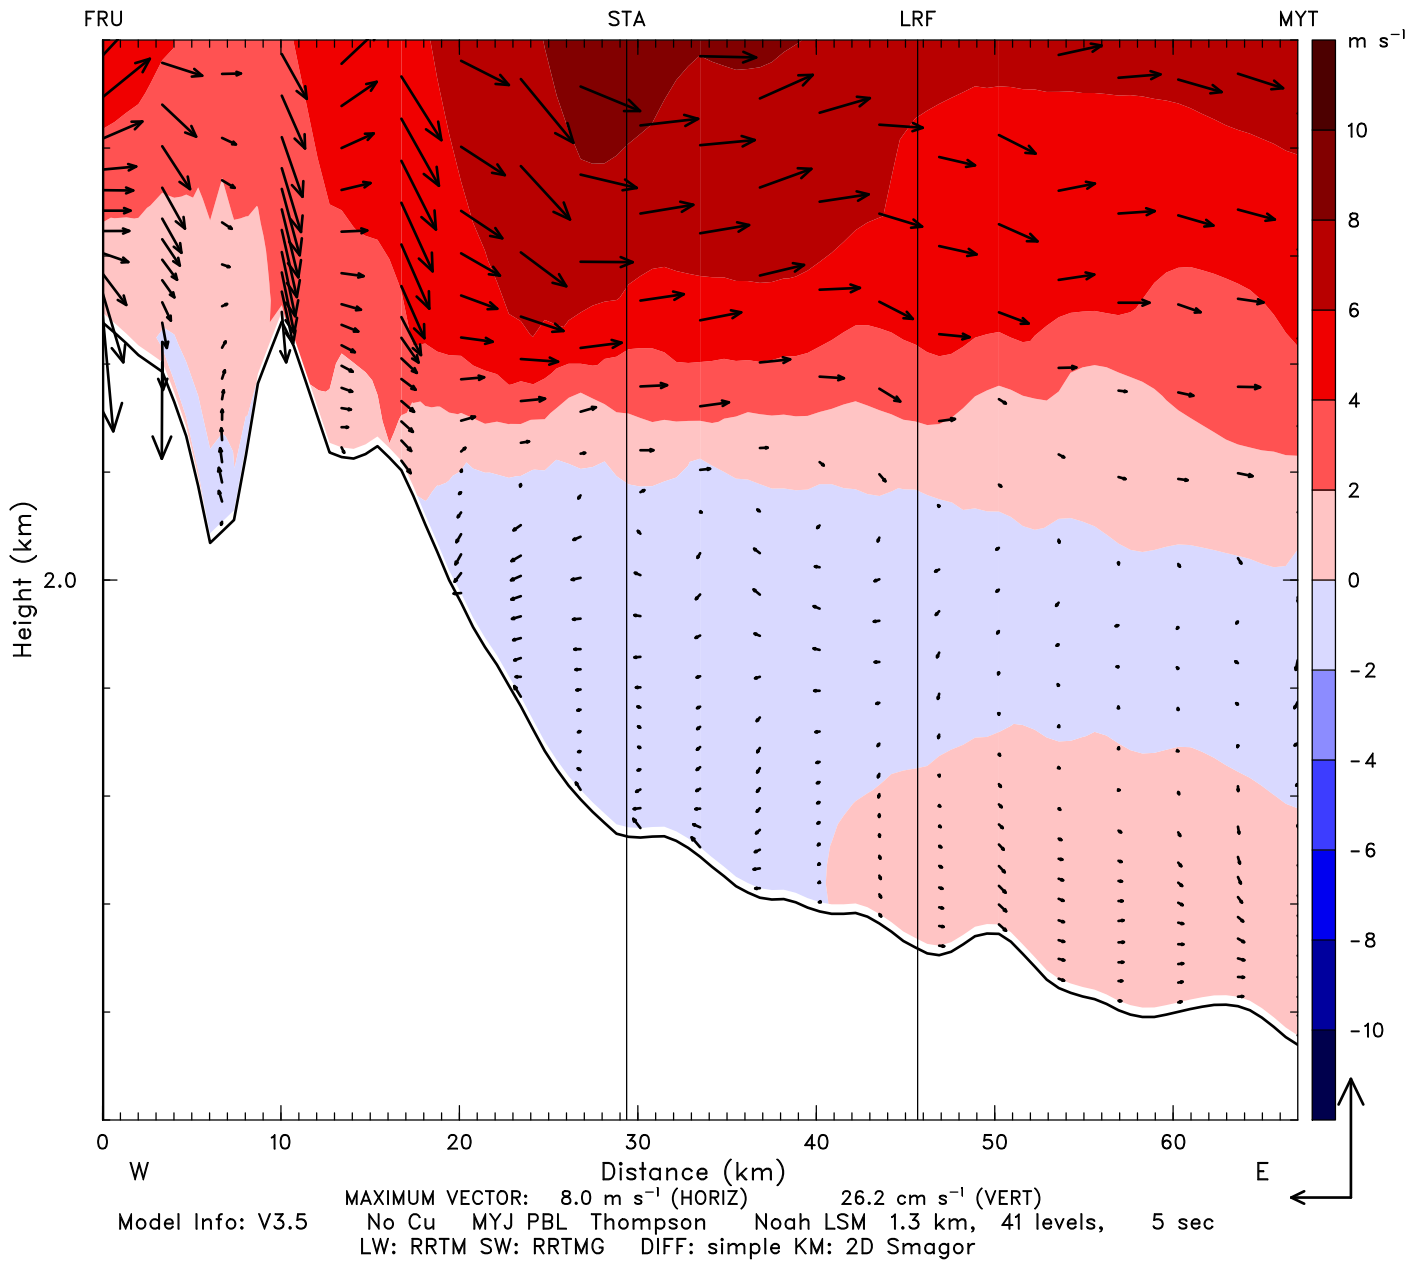 FRU STA LRF MYT
m s⁻¹
10
8
6
4
2
0
-2
-4
-6
-8
-10
Height (km)
2.0
0 10 20 30 40 50 60
W Distance (km) E
MAXIMUM VECTOR: 8.0 m s⁻¹ (HORIZ) 26.2 cm s⁻¹ (VERT)
Model Info: V3.5 No Cu MYJ PBL Thompson Noah LSM 1.3 km, 41 levels, 5 sec
LW: RRTM SW: RRTMG DIFF: simple KM: 2D Smagor